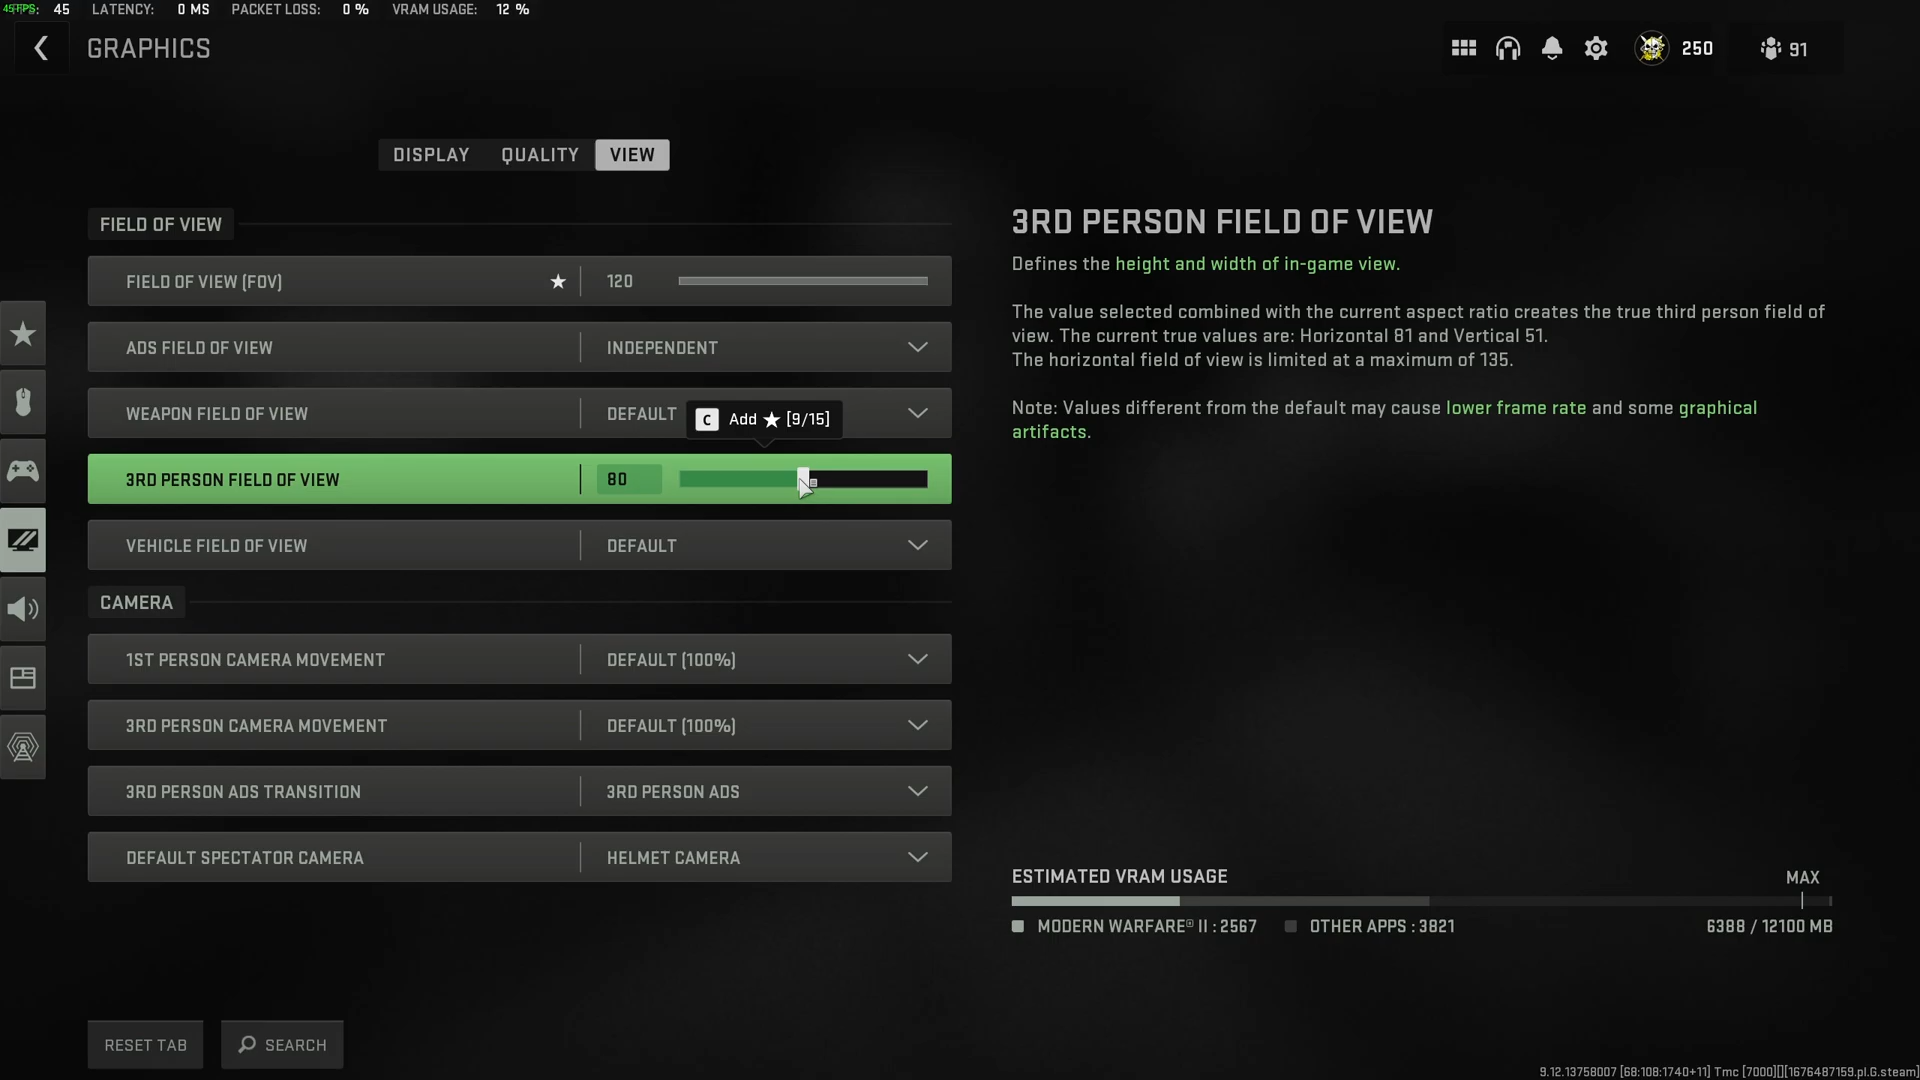 45 FPS: 45 LATENCY: 0 MS PACKET LOSS: 0 % VRAM USAGE: 12 %
GRAPHICS
250
91
DISPLAY QUALITY VIEW
FIELD OF VIEW
FIELD OF VIEW (FOV) 120
ADS FIELD OF VIEW INDEPENDENT
WEAPON FIELD OF VIEW DEFAULT
C Add ★ [9/15]
3RD PERSON FIELD OF VIEW 80
VEHICLE FIELD OF VIEW DEFAULT
CAMERA
1ST PERSON CAMERA MOVEMENT DEFAULT (100%)
3RD PERSON CAMERA MOVEMENT DEFAULT (100%)
3RD PERSON ADS TRANSITION 3RD PERSON ADS
DEFAULT SPECTATOR CAMERA HELMET CAMERA
3RD PERSON FIELD OF VIEW
Defines the height and width of in-game view.
The value selected combined with the current aspect ratio creates the true third person field of
view. The current true values are: Horizontal 81 and Vertical 51.
The horizontal field of view is limited at a maximum of 135.
Note: Values different from the default may cause lower frame rate and some graphical
artifacts.
ESTIMATED VRAM USAGE MAX
MODERN WARFARE® II : 2567 OTHER APPS : 3821 6388 / 12100 MB
RESET TAB SEARCH
9.12.13758007 [68:108:1740+11] Tmc [7000][][1676487159.pl.G.steam]